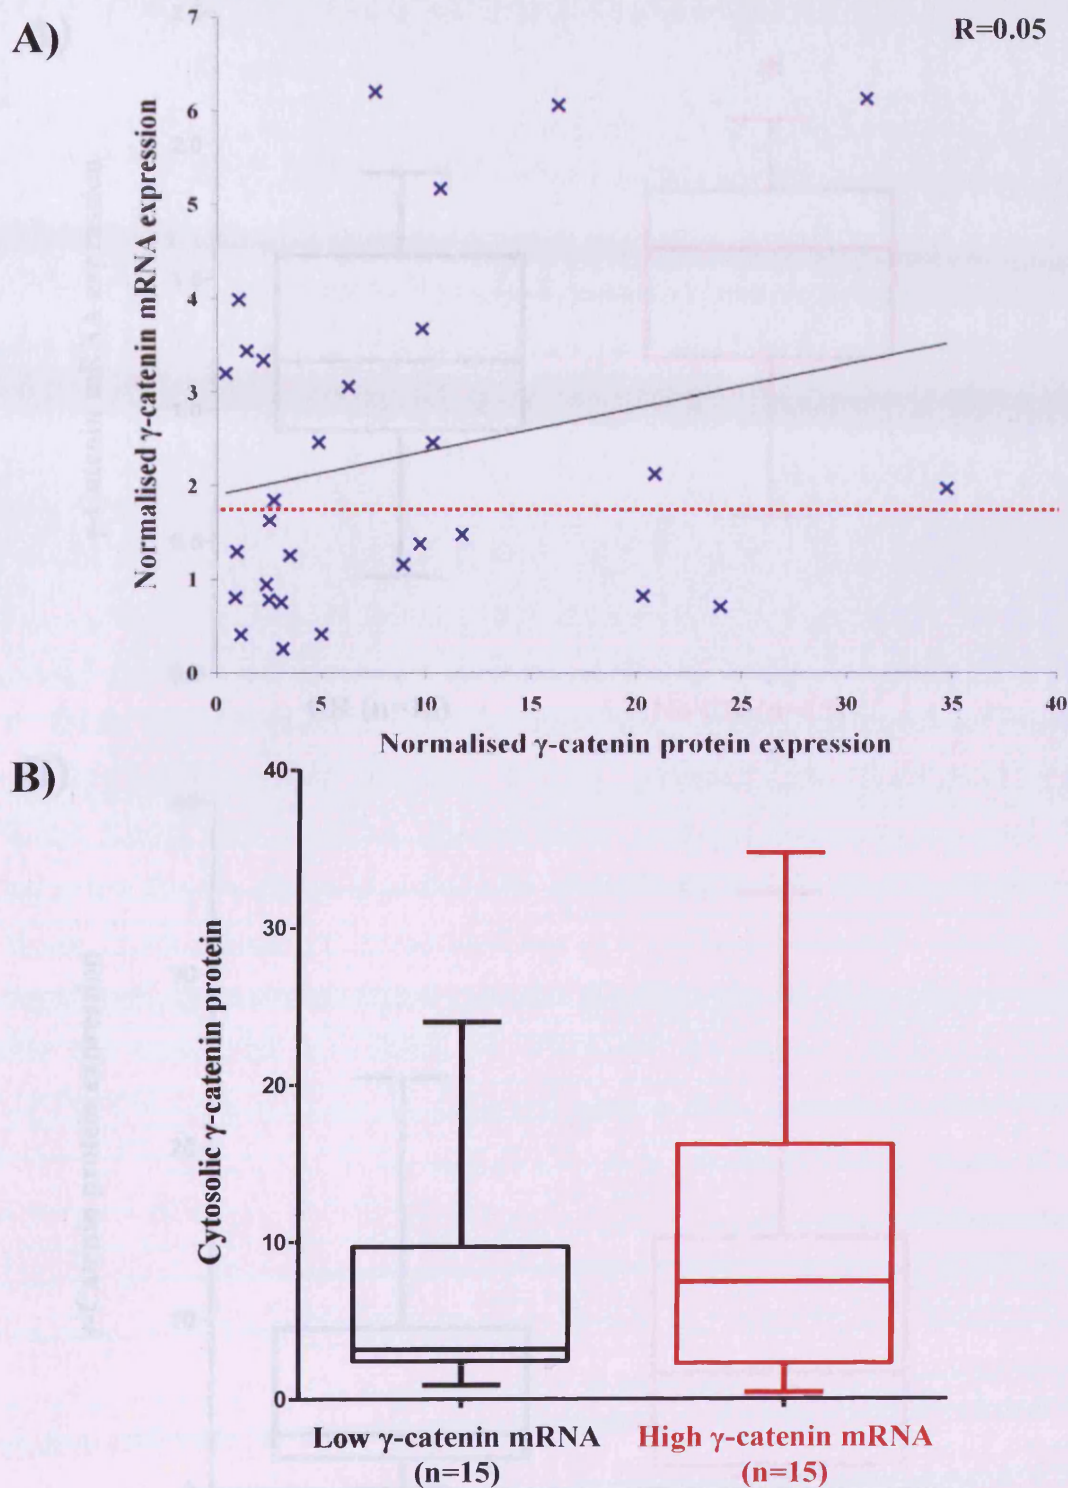 A)
R=0.05
Normalised γ-catenin mRNA expression
7
6
5
4
3
2
1
0
0 5 10 15 20 25 30 35 40
Normalised γ-catenin protein expression
B)
Cytosolic γ-catenin protein
40
30
20
10
0
Low γ-catenin mRNA
(n=15)
High γ-catenin mRNA
(n=15)